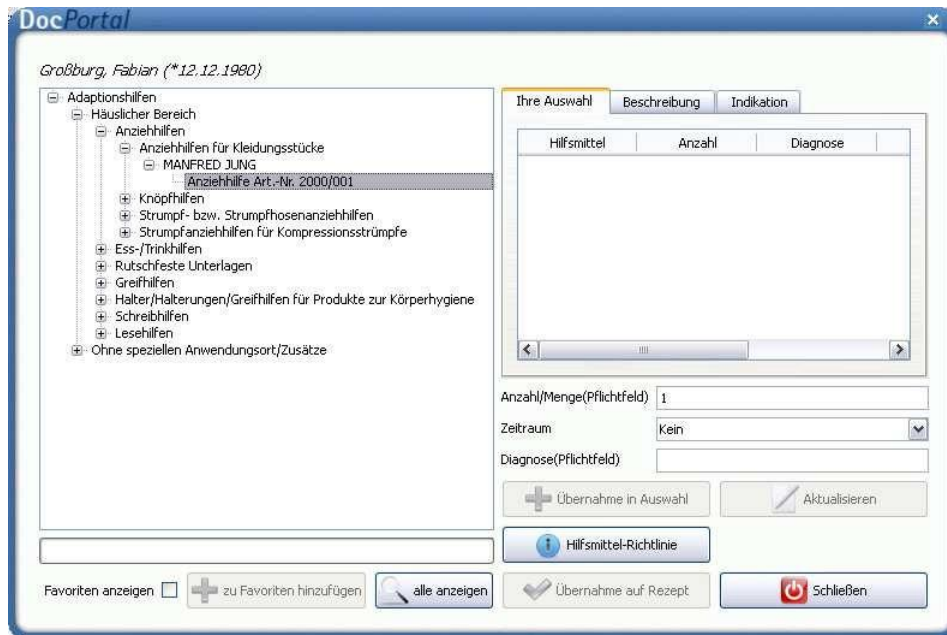 DocPortal
Großburg, Fabian (*12.12.1980)
Adaptionshilfen
Häuslicher Bereich
Anziehhilfen
Anziehhilfen für Kleidungsstücke
MANFRED JUNG
Anziehhilfe Art.-Nr. 2000/001
Knöpfhilfen
Strumpf- bzw. Strumpfhosenanziehhilfen
Strumpfanziehhilfen für Kompressionsstrümpfe
Ess-/Trinkhilfen
Rutschfeste Unterlagen
Greifhilfen
Halter/Halterungen/Greifhilfen für Produkte zur Körperhygiene
Schreibhilfen
Lesehilfen
Ohne speziellen Anwendungsort/Zusätze
Favoriten anzeigen
zu Favoriten hinzufügen
alle anzeigen
Ihre Auswahl Beschreibung Indikation
Hilfsmittel Anzahl Diagnose
Anzahl/Menge(Pflichtfeld) 1
Zeitraum Kein
Diagnose(Pflichtfeld)
Übernahme in Auswahl Aktualisieren
Hilfsmittel-Richtlinie
Übernahme auf Rezept Schließen